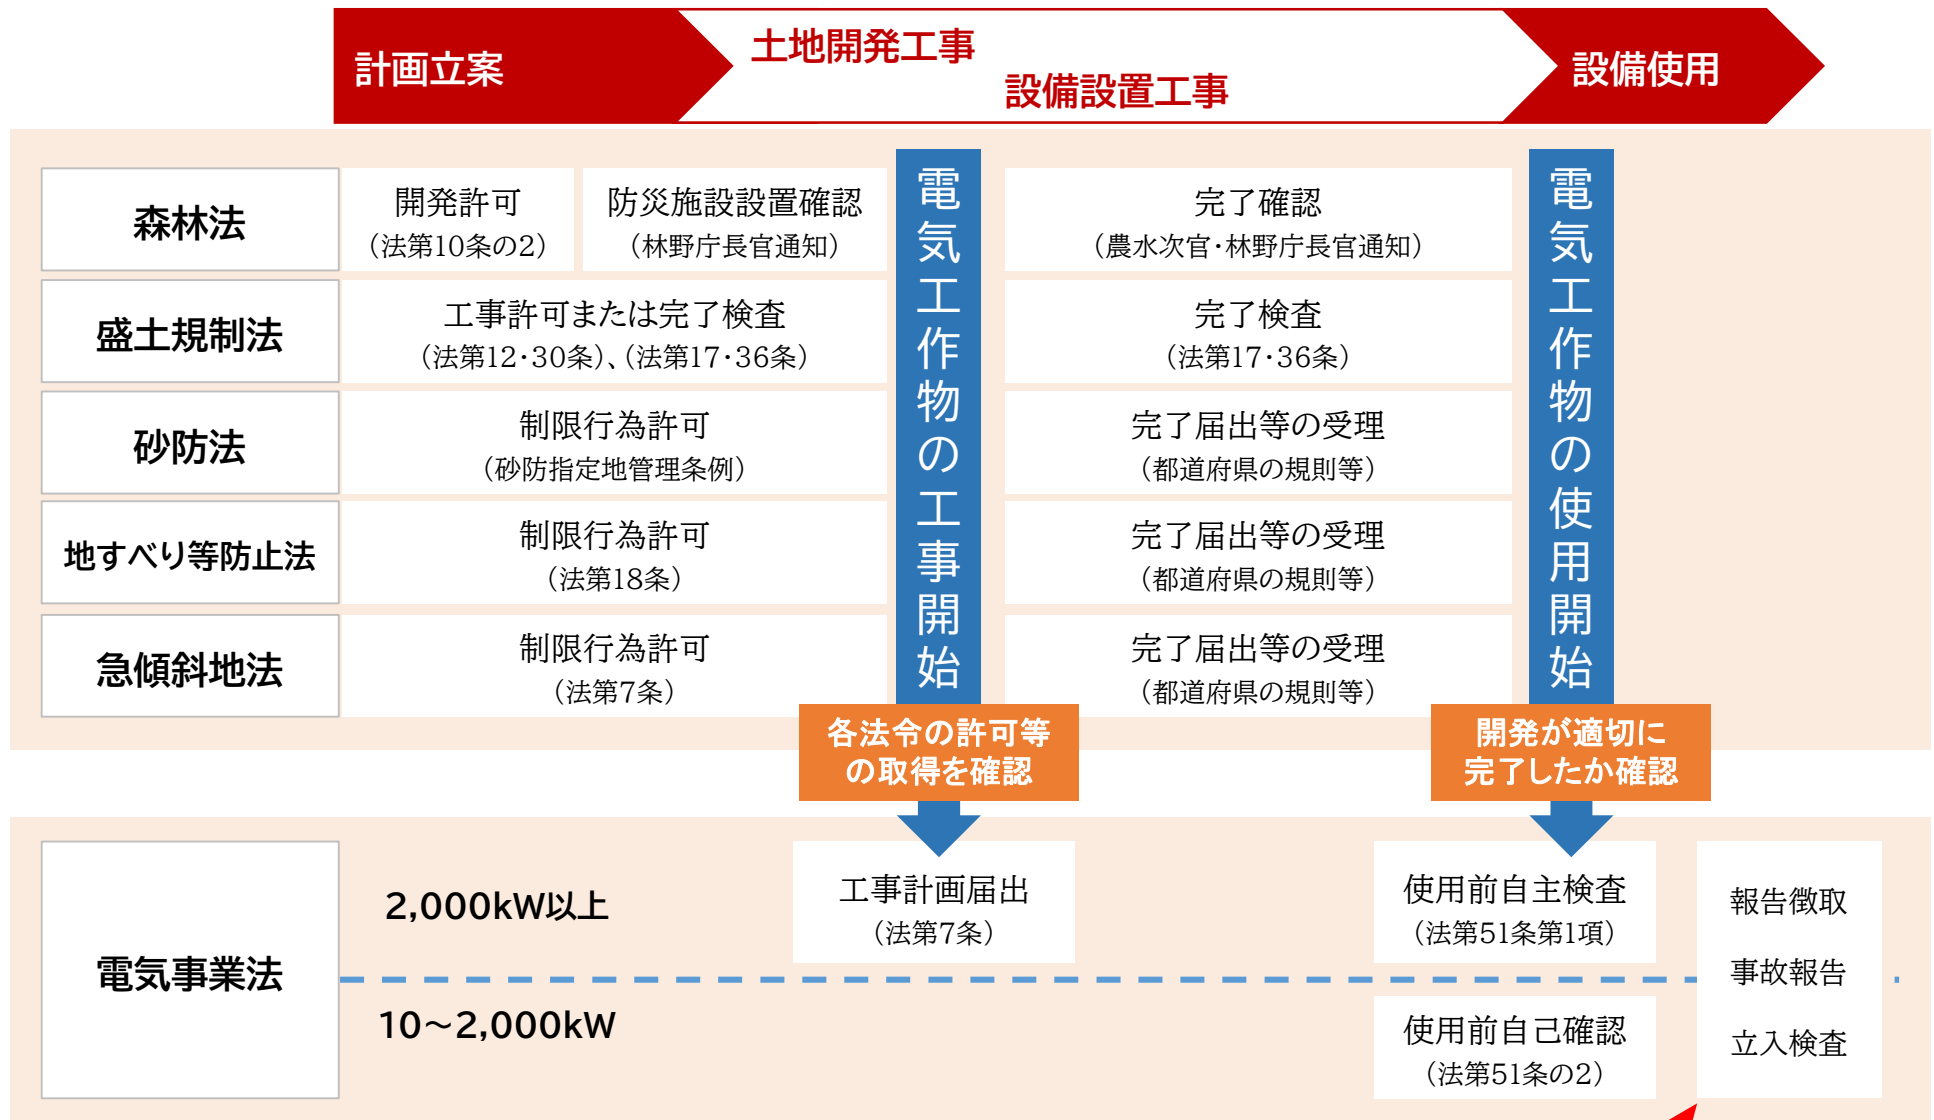 計画立案
土地開発工事
設備設置工事
設備使用
森林法
開発許可
（法第10条の2）
防災施設設置確認
（林野庁長官通知）
完了確認
（農水次官・林野庁長官通知）
盛土規制法
工事許可または完了検査
（法第12・30条）、（法第17・36条）
完了検査
（法第17・36条）
砂防法
制限行為許可
（砂防指定地管理条例）
完了届出等の受理
（都道府県の規則等）
地すべり等防止法
制限行為許可
（法第18条）
完了届出等の受理
（都道府県の規則等）
急傾斜地法
制限行為許可
（法第7条）
完了届出等の受理
（都道府県の規則等）
電気工作物の工事開始
電気工作物の使用開始
各法令の許可等
の取得を確認
開発が適切に
完了したか確認
電気事業法
2,000kW以上
工事計画届出
（法第7条）
使用前自主検査
（法第51条第1項）
10～2,000kW
使用前自己確認
（法第51条の2）
報告徴取
事故報告
立入検査